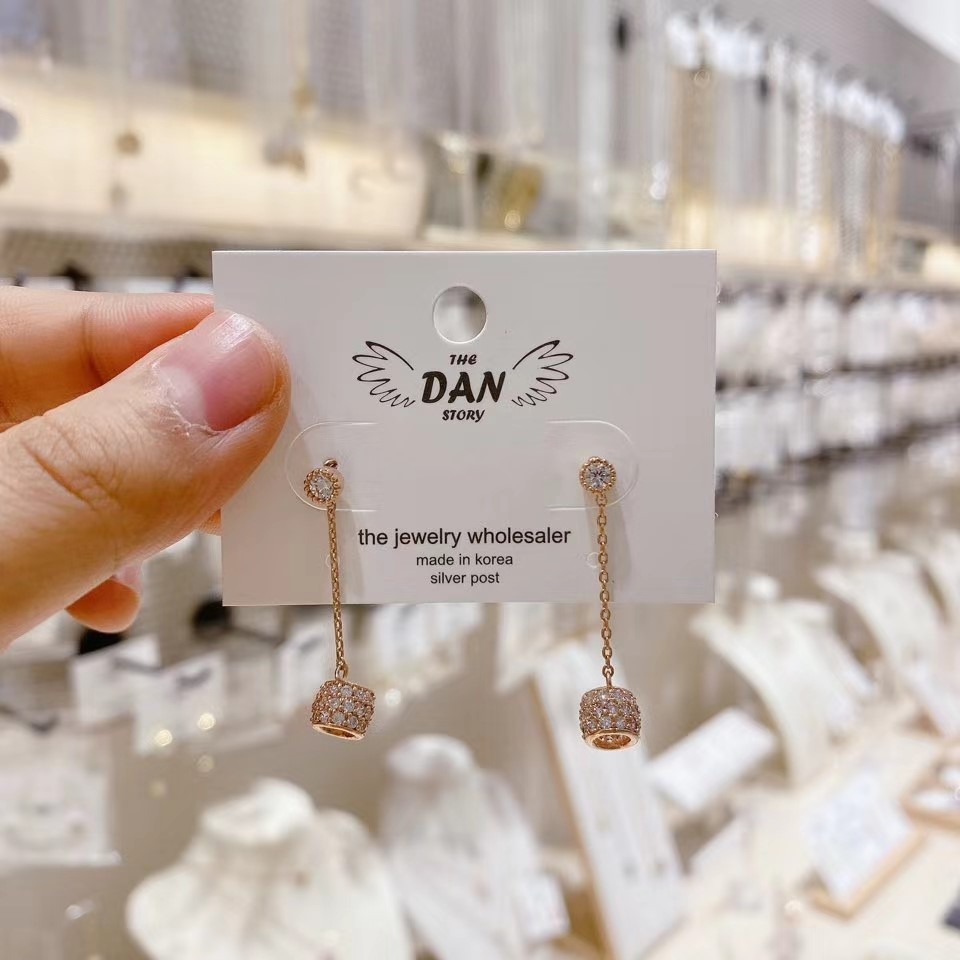 THE
DAN
STORY
the jewelry wholesaler
made in korea
silver post